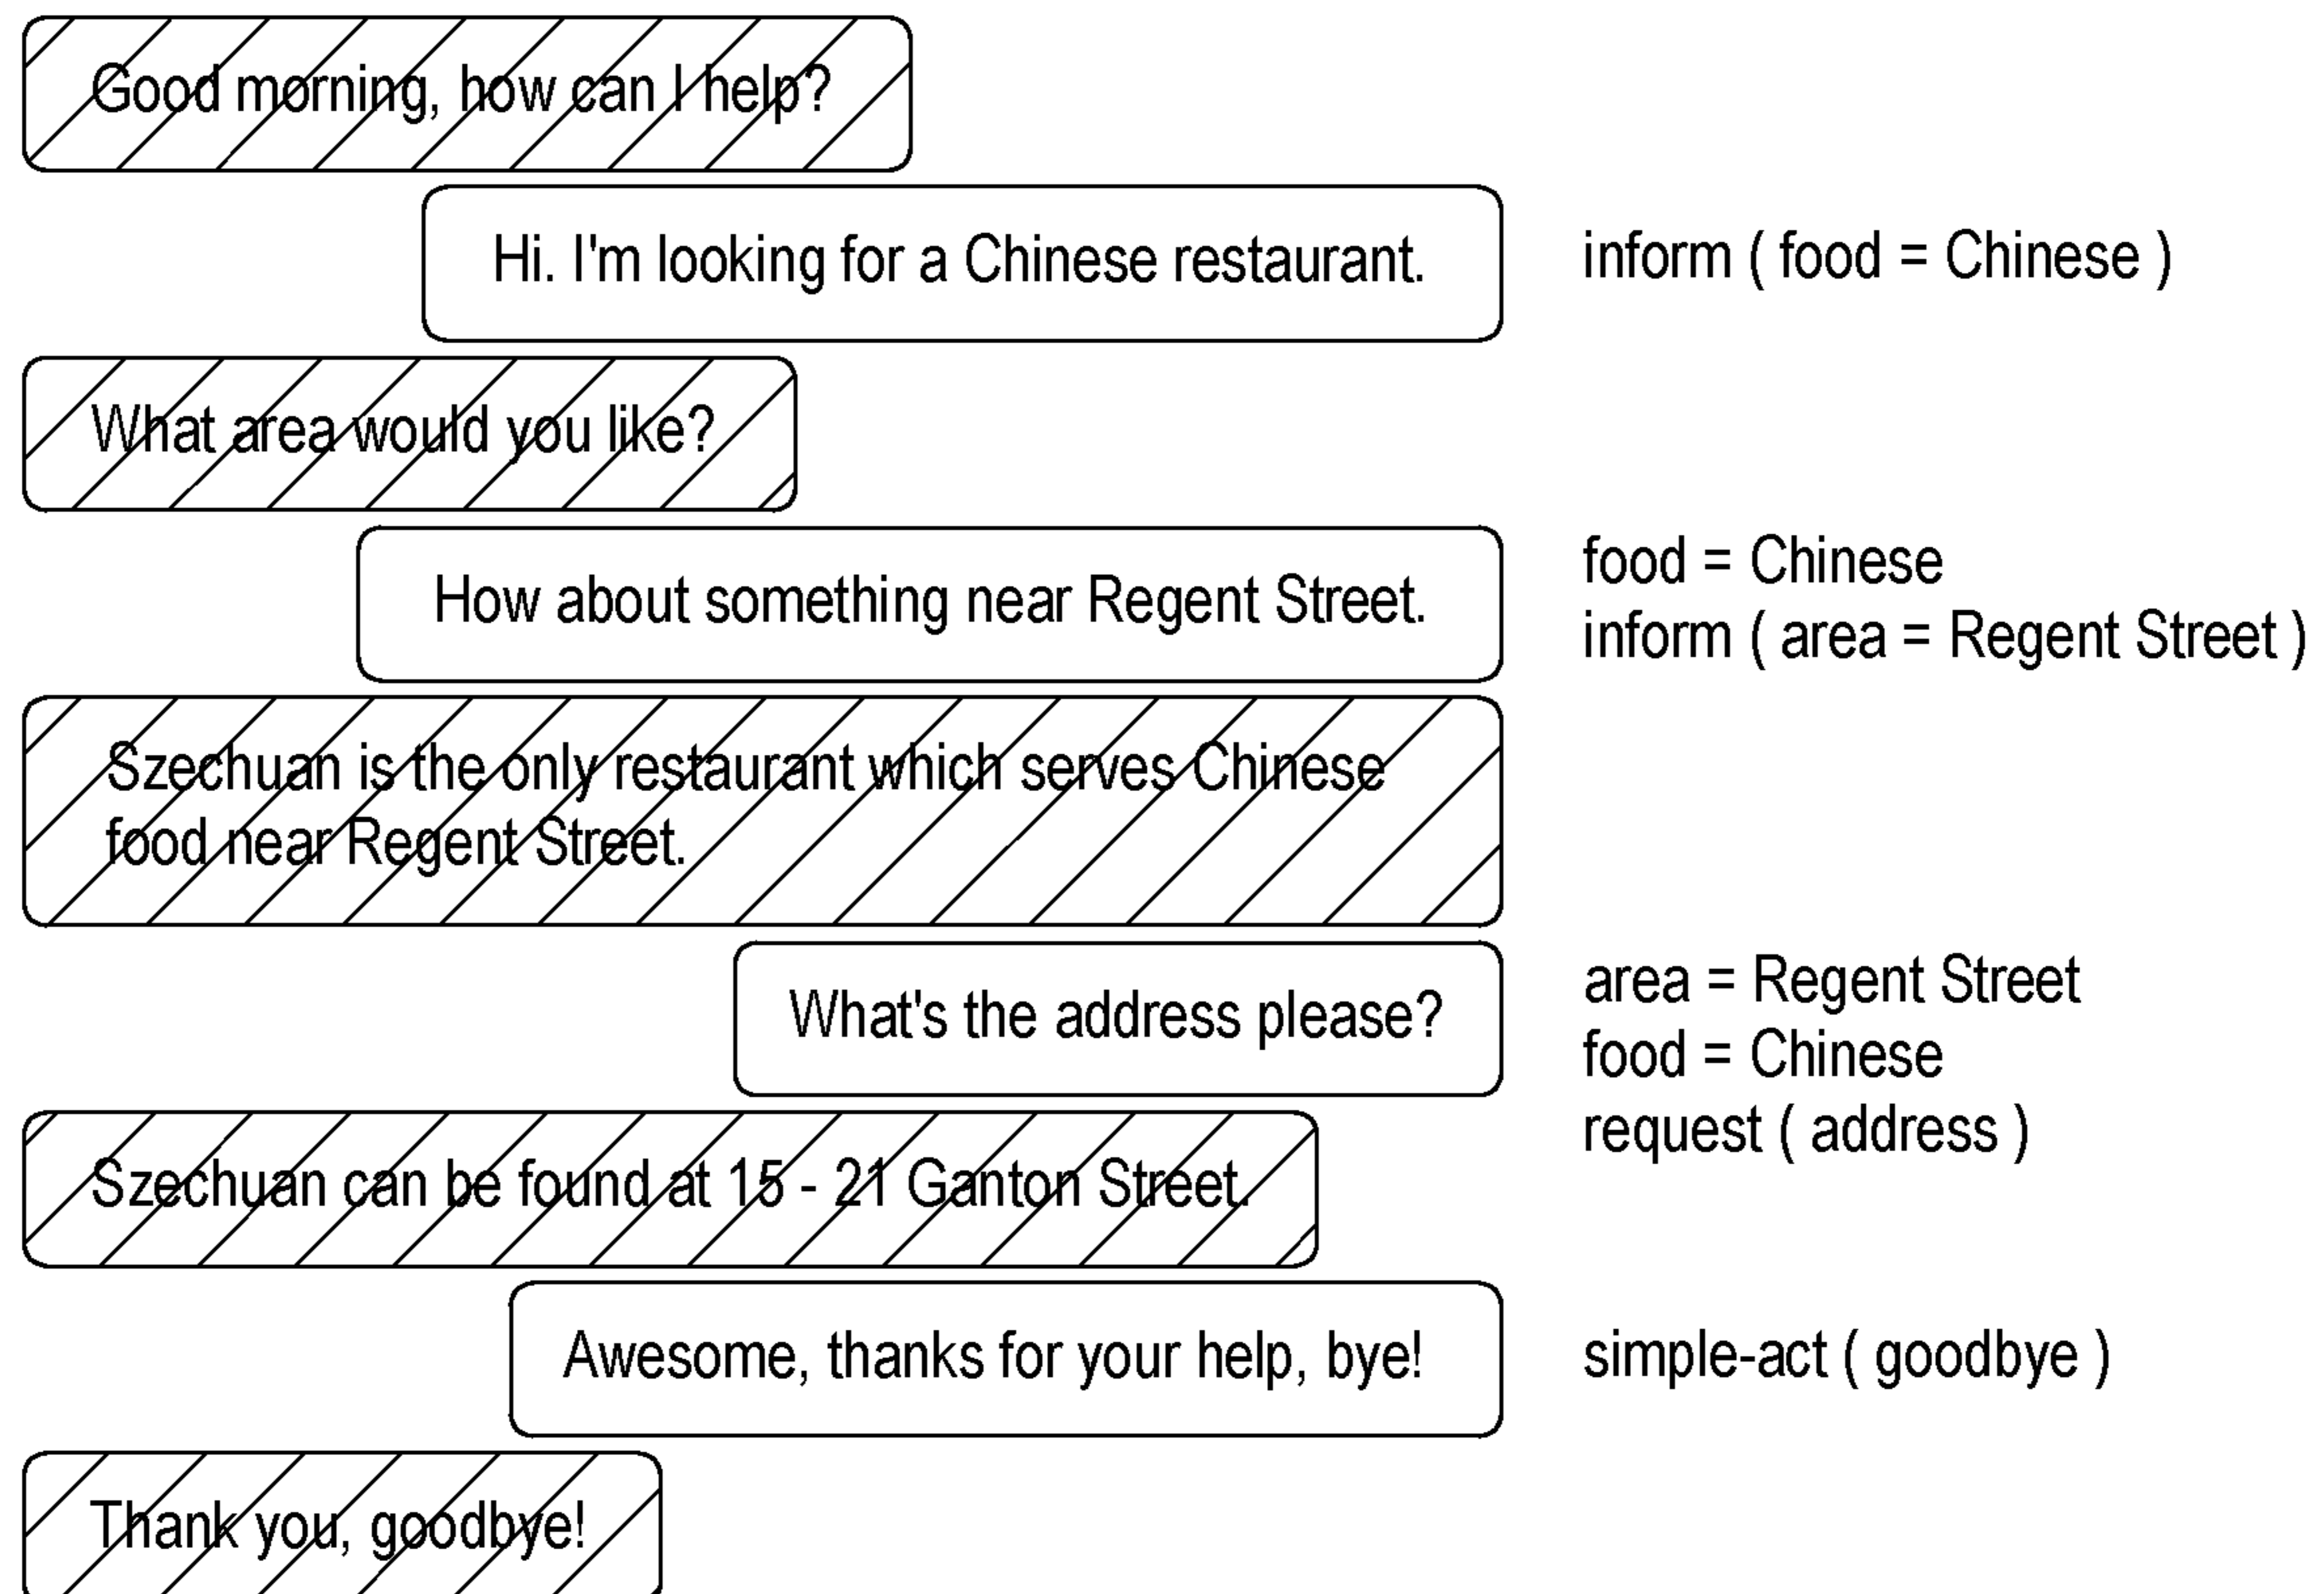 Good morning, how can I help?
Hi. I'm looking for a Chinese restaurant.
inform ( food = Chinese )
What area would you like?
How about something near Regent Street.
food = Chinese
inform ( area = Regent Street )
Szechuan is the only restaurant which serves Chinese
food near Regent Street.
What's the address please?
area = Regent Street
food = Chinese
request ( address )
Szechuan can be found at 15 - 21 Ganton Street.
Awesome, thanks for your help, bye!
simple-act ( goodbye )
Thank you, goodbye!